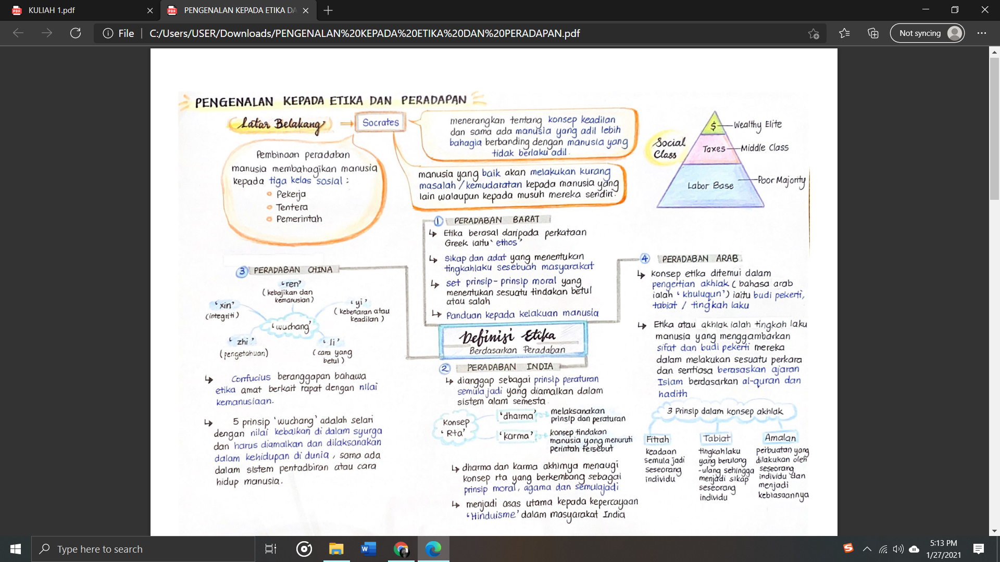 KULIAH 1.pdf
PENGENALAN KEPADA ETIKA DA
File
C:/Users/USER/Downloads/PENGENALAN%20KEPADA%20ETIKA%20DAN%20PERADAPAN.pdf
Not syncing
PENGENALAN KEPADA ETIKA DAN PERADAPAN
Latar Belakang
Socrates
menerangkan tentang konsep keadilan
dan sama ada manusia yang adil lebih
bahagia berbanding dengan manusia yang
tidak berlaku adil.
manusia yang baik akan melakukan kurang
masalah / kemudaratan kepada manusia yang
lain walaupun kepada musuh mereka sendiri.
Pembinaan peradaban
manusia membahagikan manusia
kepada tiga kelas sosial :
Pekerja
Tentera
Pemerintah
Social
Class
$
Wealthy Elite
Taxes
Middle Class
Labor Base
Poor Majority
1 PERADABAN BARAT
↳ Etika berasal daripada perkataan
Greek iaitu 'ethos'
↳ sikap dan adat yang menentukan
tingkahlaku sesebuah masyarakat
↳ set prinsip-prinsip moral yang
menentukan sesuatu tindakan betul
atau salah
↳ Panduan kepada kelakuan manusia
Definisi Etika
Berdasarkan Peradaban
2 PERADABAN INDIA
↳ dianggap sebagai prinsip peraturan
semula jadi yang diamalkan dalam
sistem alam semesta.
Konsep
'Rta'
'dharma'
melaksanakan
prinsip dan peraturan
'karma'
konsep tindakan
manusia yang menuruti
perintah tersebut
↳ dharma dan karma akhirnya menaugi
konsep rta yang berkembang sebagai
prinsip moral, agama dan semulajadi
↳ menjadi asas utama kepada kepercayaan
'Hinduisme' dalam masyarakat India
3 PERADABAN CHINA
'ren'
(kebajikan dan
kemanusian)
'xin'
(integriti)
'yi'
(kebenaran atau
keadilan)
'wuchang'
'zhi'
(pengetahuan)
'li'
(cara yang
betul)
↳ Confucius beranggapan bahawa
etika amat berkait rapat dengan nilai
kemanusiaan.
↳ 5 prinsip 'wuchang' adalah selari
dengan nilai kebaikan di dalam syurga
dan harus diamalkan dan dilaksanakan
dalam kehidupan di dunia, sama ada
dalam sistem pentadbiran atau cara
hidup manusia.
4 PERADABAN ARAB
↳ konsep etika ditemui dalam
pengertian akhlak (bahasa arab
ialah 'khuluqun') iaitu budi pekerti,
tabiat / tingkah laku
↳ Etika atau akhlak ialah tingkah laku
manusia yang menggambarkan
sifat dan budi pekerti mereka
dalam melakukan sesuatu perkara
dan sentiasa berasaskan ajaran
Islam berdasarkan al-quran dan
hadith
3 Prinsip dalam konsep akhlak
Fitrah
keadaan
semula jadi
seseorang
individu
Tabiat
tingkah laku
yang berulang
-ulang sehingga
menjadi sikap
seseorang
individu
Amalan
perbuatan yang
dilakukan oleh
seseorang
individu dan
menjadi
kebiasaannya
Type here to search
5:13 PM
1/27/2021